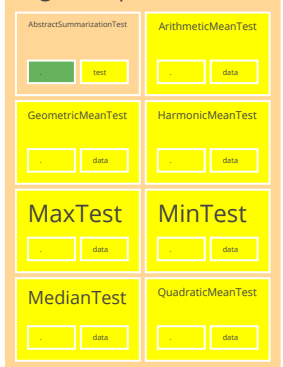 AbstractSummarizationTest
. test
ArithmeticMeanTest
. data
GeometricMeanTest
. data
HarmonicMeanTest
. data
MaxTest
. data
MinTest
. data
MedianTest
. data
QuadraticMeanTest
. data